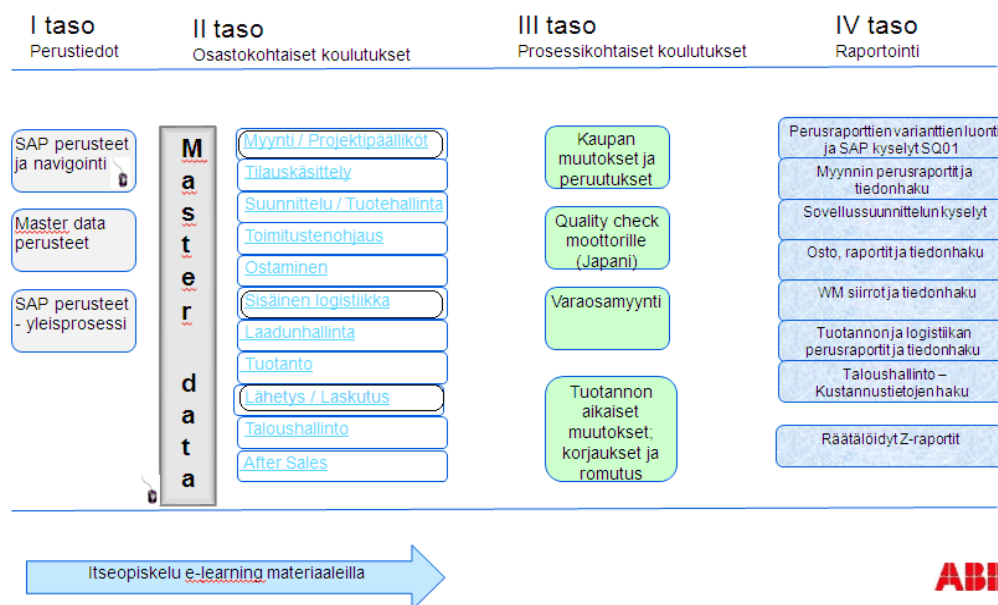 I taso
Perustiedot
II taso
Osastokohtaiset koulutukset
III taso
Prosessikohtaiset koulutukset
IV taso
Raportointi
SAP perusteet
ja navigointi
Master data
perusteet
SAP perusteet
- yleisprosessi
Master data
Myynti / Projektipäälliköt
Tilauskäsittely
Suunnittelu / Tuotehallinta
Toimitustenohjaus
Ostaminen
Sisäinen logistiikka
Laadunhallinta
Tuotanto
Lähetys / Laskutus
Taloushallinto
After Sales
Kaupan
muutokset ja
peruutukset
Quality check
moottorille
(Japani)
Varaosamyynti
Tuotannon
aikaiset
muutokset;
korjaukset ja
romutus
Perusraporttien varianttien luonti
ja SAP kyselyt SQ01
Myynnin perusraportit ja
tiedonhaku
Sovellussuunnittelun kyselyt
Osto, raportit ja tiedonhaku
WM siirrot ja tiedonhaku
Tuotannon ja logistiikan
perusraportit ja tiedonhaku
Taloushallinto –
Kustannustietojen haku
Räätälöidyt Z-raportit
Itseopiskelu e-learning materiaaleilla
ABB